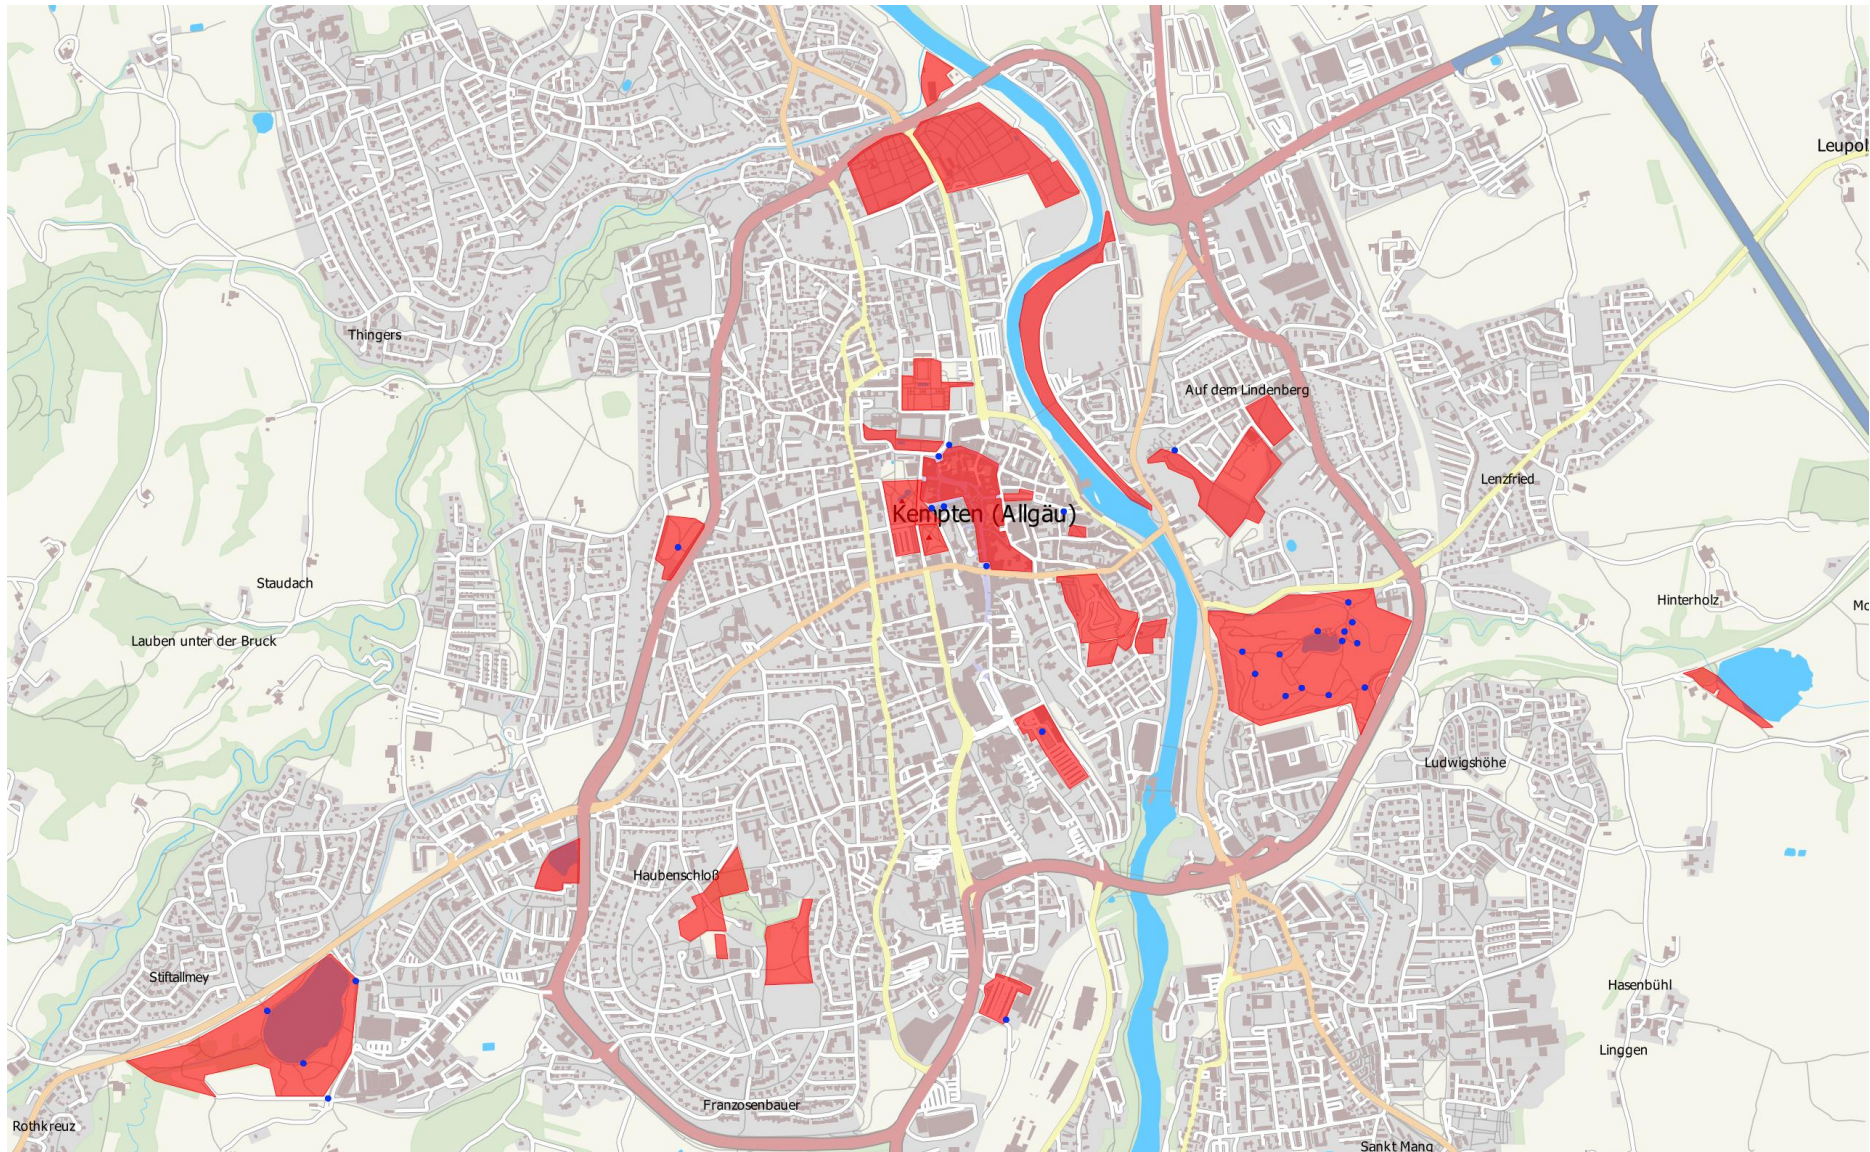 Leupol
Thingers
Auf dem Lindenberg
Lenzfried
Kempten (Allgäu)
Staudach
Hinterholz
Mo
Lauben unter der Bruck
Ludwigshöhe
Haubenschloß
Stiftallmey
Hasenbühl
Linggen
Franzosenbauer
Rothkreuz
Sankt Mang